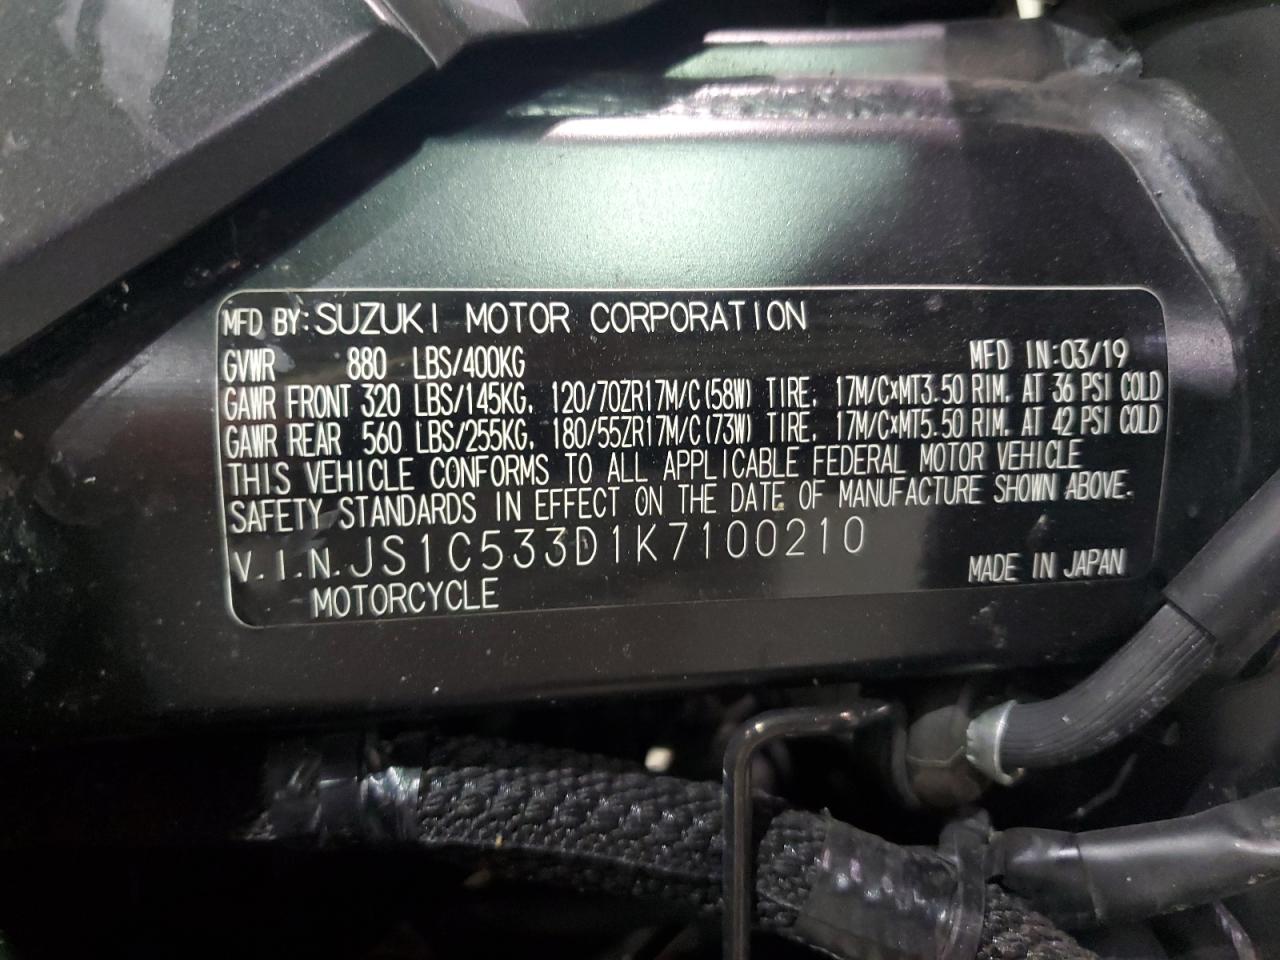 MFD BY:SUZUKI MOTOR CORPORATION
GVWR 880 LBS/400KG MFD IN:03/19
GAWR FRONT 320 LBS/145KG. 120/70ZR17M/C(58W) TIRE. 17M/C×MT3.50 RIM. AT 36 PSI COLD
GAWR REAR 560 LBS/255KG. 180/55ZR17M/C(73W) TIRE. 17M/C×MT5.50 RIM. AT 42 PSI COLD
THIS VEHICLE CONFORMS TO ALL APPLICABLE FEDERAL MOTOR VEHICLE
SAFETY STANDARDS IN EFFECT ON THE DATE OF MANUFACTURE SHOWN ABOVE.
V.I.N.JS1C533D1K7100210
MOTORCYCLE MADE IN JAPAN